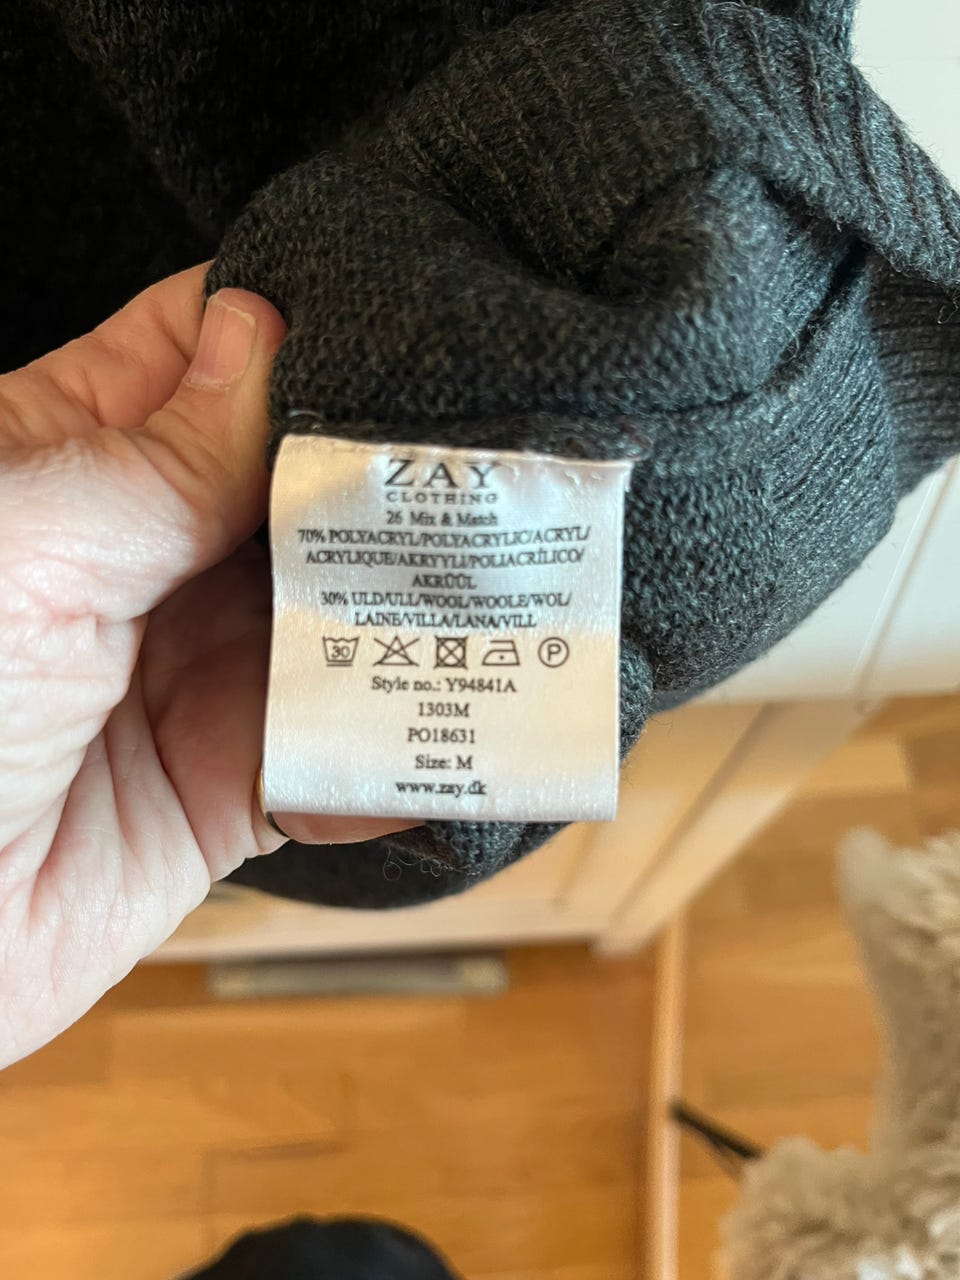 ZAY
CLOTHING
26 Mix & Match
70% POLYACRYL/POLYACRYLIC/ACRYL/
ACRYLIQUE/AKRYYLI/POLIACRÍLICO/
AKRÜÜL
30% ULD/ULL/WOOL/WOOLE/WOL/
LAINE/VILLA/LANA/VILL
30 P
Style no.: Y94841A
1303M
PO18631
Size: M
www.zay.dk